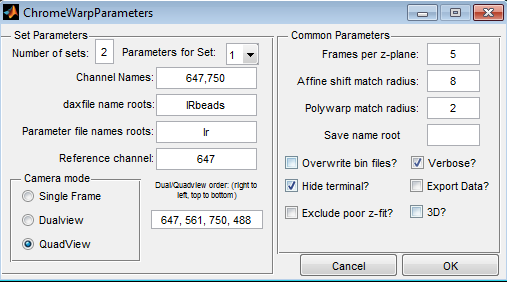 ChromeWarpParameters
Set Parameters
Number of sets: 2 Parameters for Set: 1
Channel Names: 647,750
daxfile name roots: IRbeads
Parameter file names roots: Ir
Reference channel: 647
Camera mode
Single Frame
Dualview
QuadView
Dual/Quadview order: (right to
left, top to bottom)
647, 561, 750, 488
Common Parameters
Frames per z-plane: 5
Affine shift match radius: 8
Polywarp match radius: 2
Save name root
Overwrite bin files? Verbose?
Hide terminal? Export Data?
Exclude poor z-fit? 3D?
Cancel OK